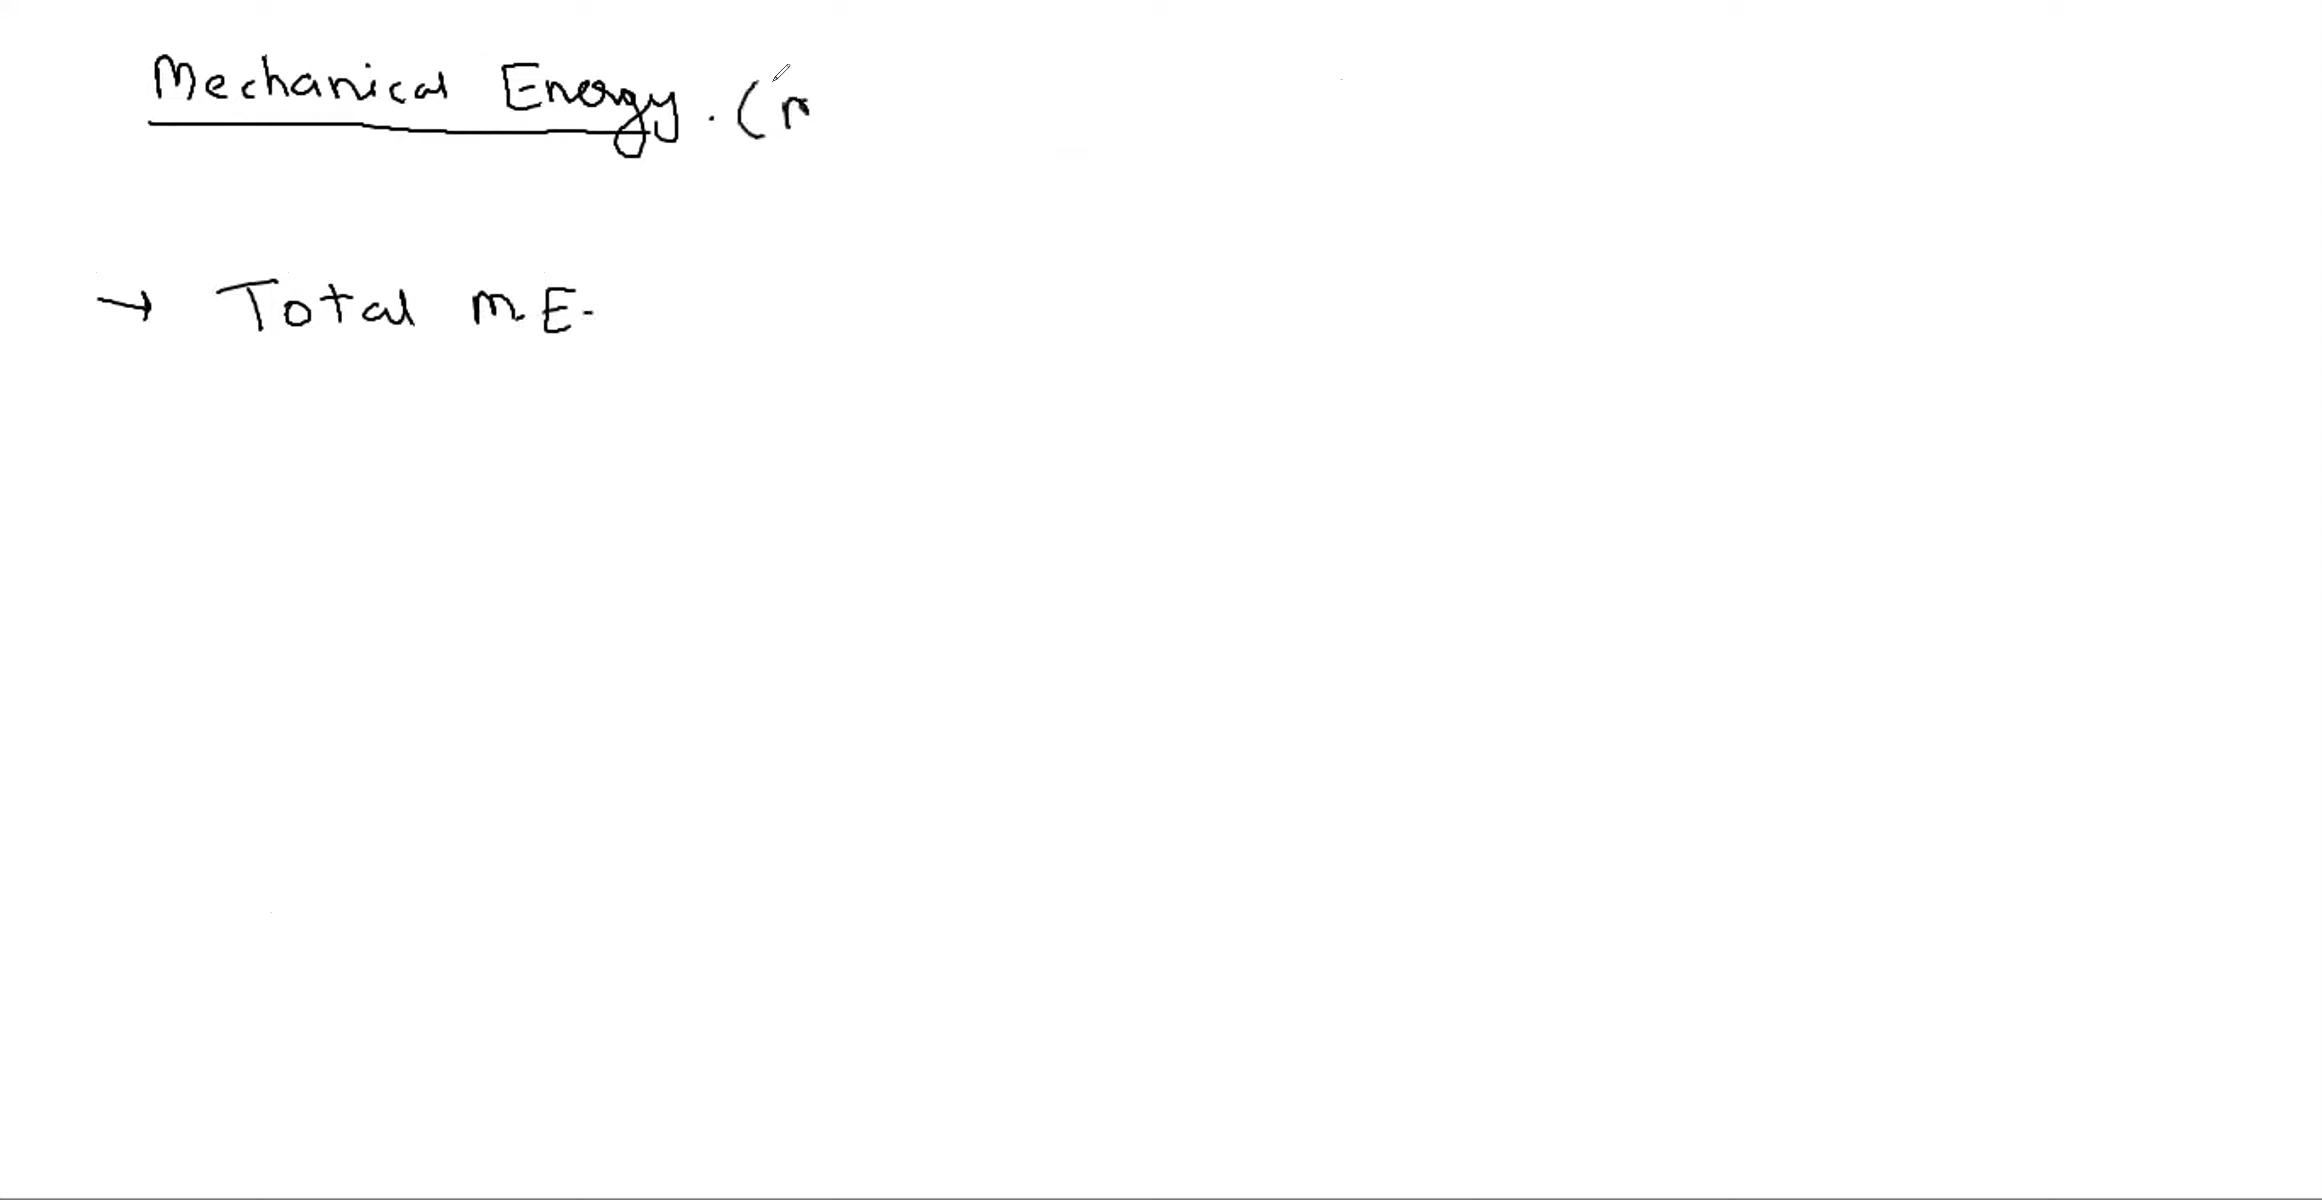 Mechanical Energy. (m
→ Total M.E.